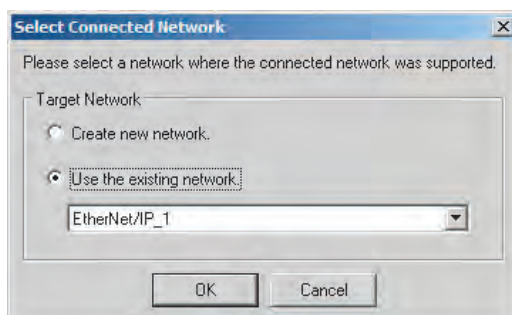 Select Connected Network
Please select a network where the connected network was supported.
Target Network
Create new network.
Use the existing network.
EtherNet/IP_1
OK
Cancel